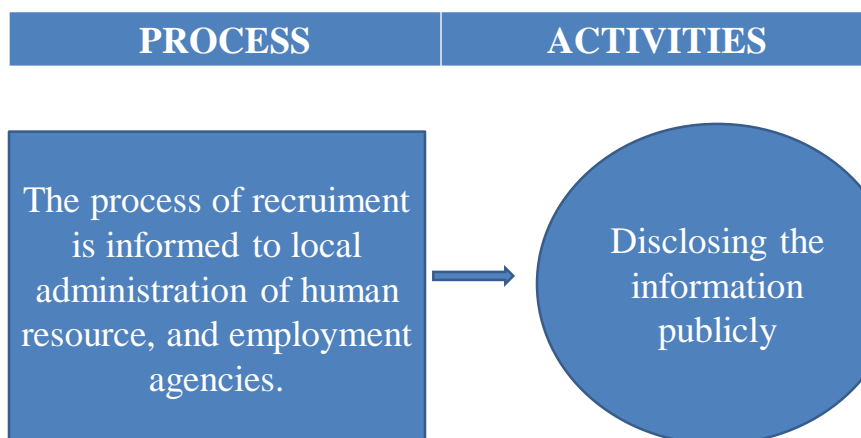 PROCESS
ACTIVITIES
The process of recruiment
is informed to local
administration of human
resource, and employment
agencies.
Disclosing the
information
publicly